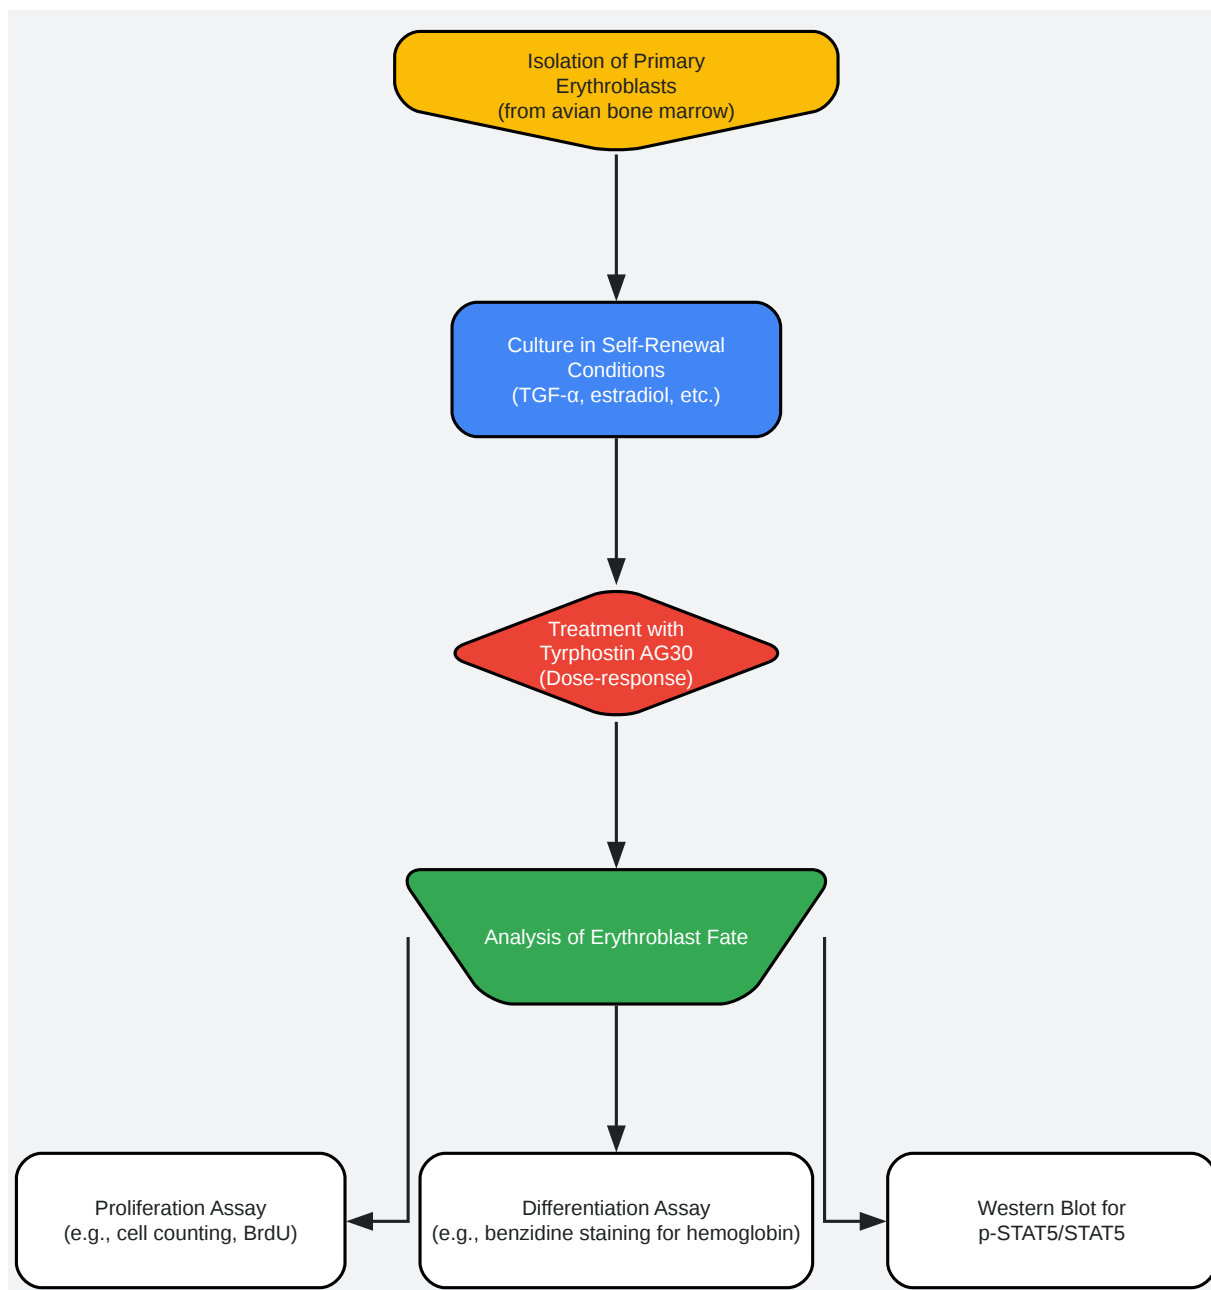 Isolation of Primary
Erythroblasts
(from avian bone marrow)
Culture in Self-Renewal
Conditions
(TGF-α, estradiol, etc.)
Treatment with
Tyrphostin AG30
(Dose-response)
Analysis of Erythroblast Fate
Proliferation Assay
(e.g., cell counting, BrdU)
Differentiation Assay
(e.g., benzidine staining for hemoglobin)
Western Blot for
p-STAT5/STAT5